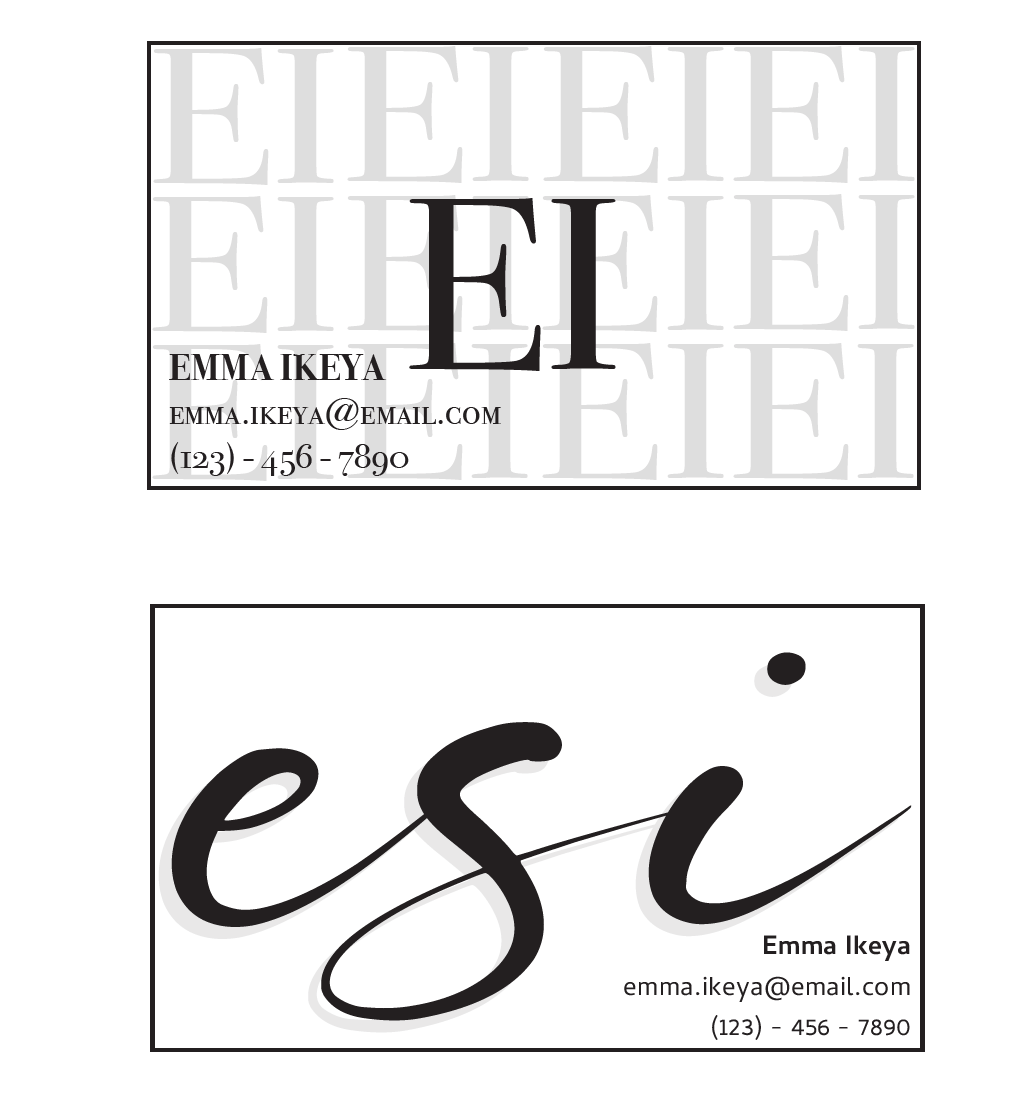 EIEIEIEI
EIEIEIEI
EI
EIEIEIEI
EMMA IKEYA
EMMA.IKEYA@EMAIL.COM
(123) - 456 - 7890
esi
Emma Ikeya
emma.ikeya@email.com
(123) - 456 - 7890